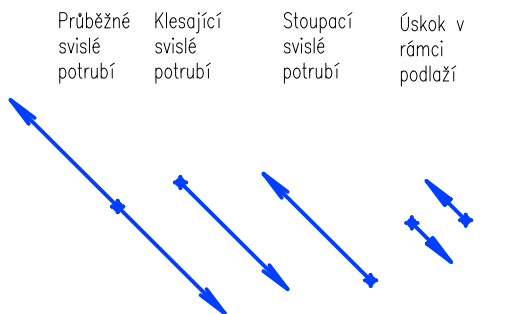 Průběžné
svislé
potrubí
Klesající
svislé
potrubí
Stoupací
svislé
potrubí
Úskok v
rámci
podlaží